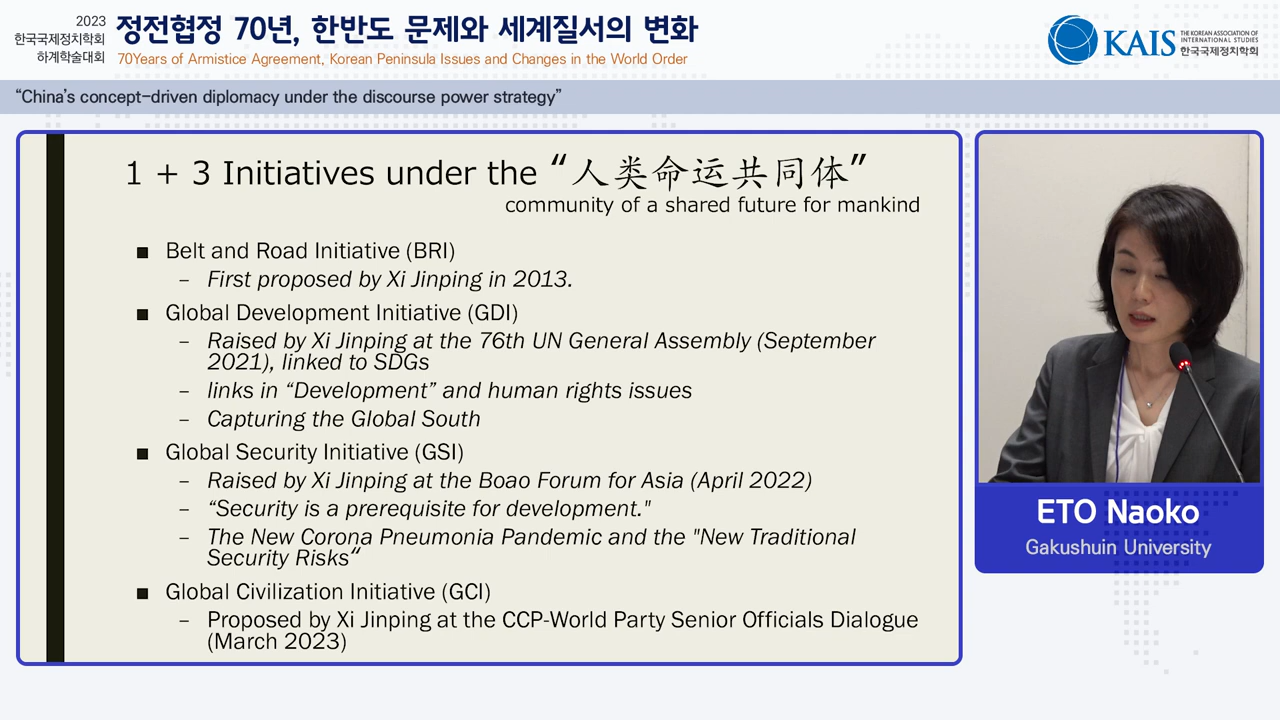 2023
한국국제정치학회
하계학술대회
정전협정 70년, 한반도 문제와 세계질서의 변화
70Years of Armistice Agreement, Korean Peninsula Issues and Changes in the World Order
KAIS
THE KOREAN ASSOCIATION OF
INTERNATIONAL STUDIES
한국국제정치학회
“China’s concept-driven diplomacy under the discourse power strategy”
1 + 3 Initiatives under the “人类命运共同体”
community of a shared future for mankind
■ Belt and Road Initiative (BRI)
– First proposed by Xi Jinping in 2013.
■ Global Development Initiative (GDI)
– Raised by Xi Jinping at the 76th UN General Assembly (September
2021), linked to SDGs
– links in “Development” and human rights issues
– Capturing the Global South
■ Global Security Initiative (GSI)
– Raised by Xi Jinping at the Boao Forum for Asia (April 2022)
– “Security is a prerequisite for development."
– The New Corona Pneumonia Pandemic and the "New Traditional
Security Risks“
■ Global Civilization Initiative (GCI)
– Proposed by Xi Jinping at the CCP-World Party Senior Officials Dialogue
(March 2023)
ETO Naoko
Gakushuin University